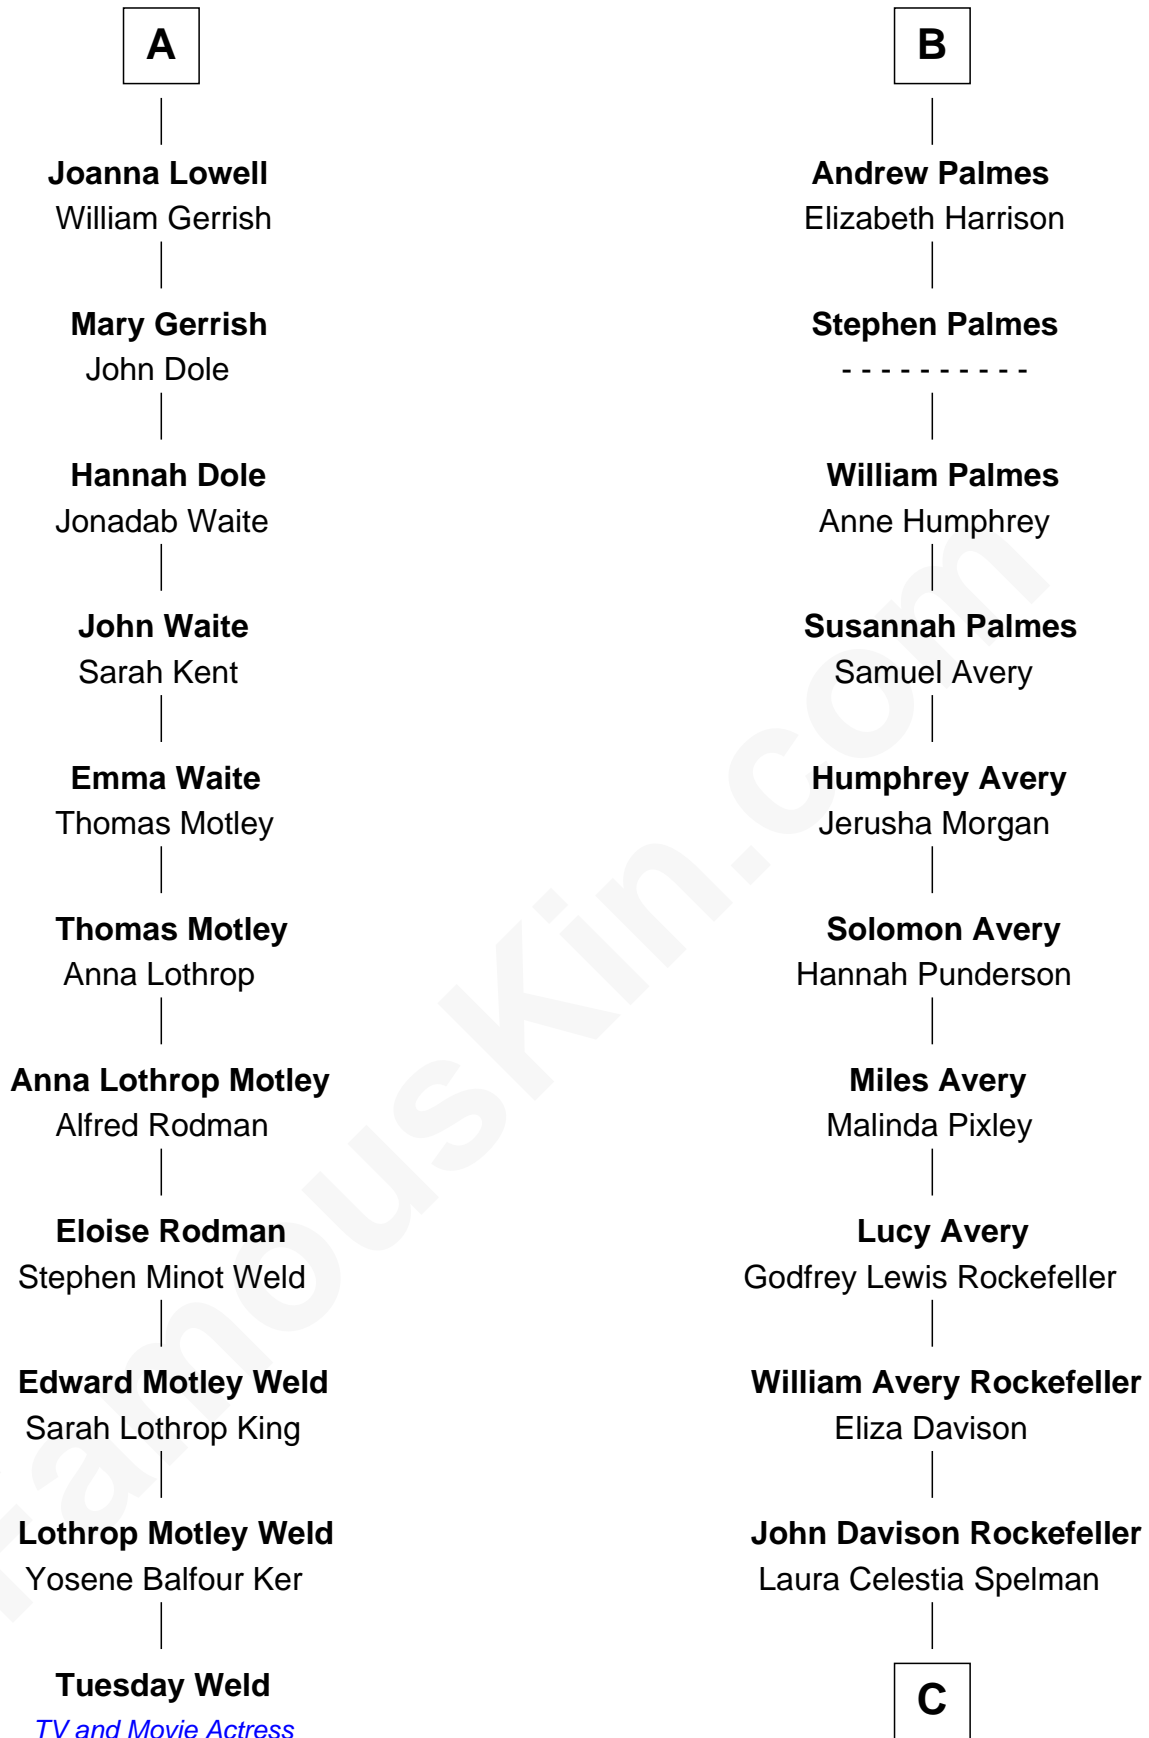 A
Joanna Lowell
William Gerrish
Mary Gerrish
John Dole
Hannah Dole
Jonadab Waite
John Waite
Sarah Kent
Emma Waite
Thomas Motley
Thomas Motley
Anna Lothrop
Anna Lothrop Motley
Alfred Rodman
Eloise Rodman
Stephen Minot Weld
Edward Motley Weld
Sarah Lothrop King
Lothrop Motley Weld
Yosene Balfour Ker
Tuesday Weld
TV and Movie Actress
B
Andrew Palmes
Elizabeth Harrison
Stephen Palmes
- - - - - - - - - -
William Palmes
Anne Humphrey
Susannah Palmes
Samuel Avery
Humphrey Avery
Jerusha Morgan
Solomon Avery
Hannah Punderson
Miles Avery
Malinda Pixley
Lucy Avery
Godfrey Lewis Rockefeller
William Avery Rockefeller
Eliza Davison
John Davison Rockefeller
Laura Celestia Spelman
C
FamousKin.com